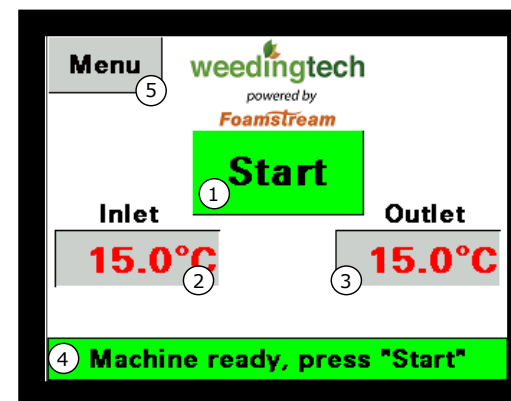 Menu
5
weedingtech
powered by
Foamstream
Start
1
Inlet
Outlet
15.0°C
2
15.0°C
3
4
Machine ready, press "Start"